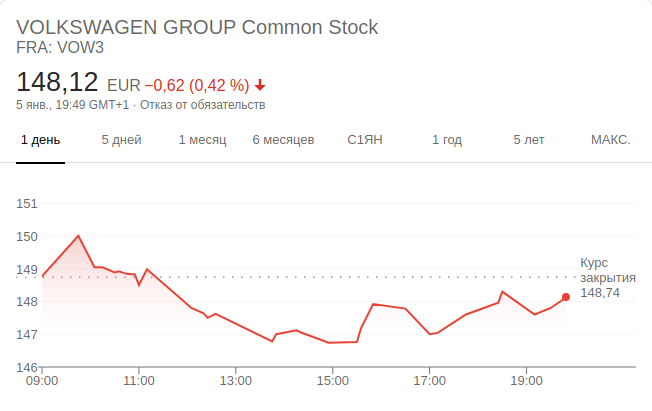 VOLKSWAGEN GROUP Common Stock
FRA: VOW3
148,12 EUR −0,62 (0,42 %)
5 янв., 19:49 GMT+1 · Отказ от обязательств
1 день 5 дней 1 месяц 6 месяцев С1ЯН 1 год 5 лет МАКС.
151
150
149
148
147
146
Курс
закрытия
148,74
09:00 11:00 13:00 15:00 17:00 19:00